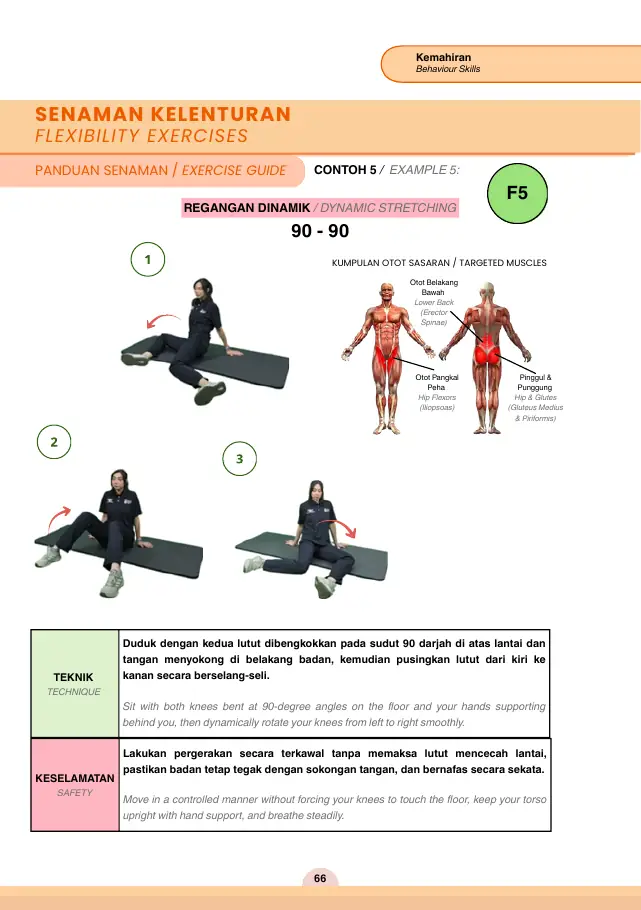 Kemahiran
Behaviour Skills
SENAMAN KELENTURAN
FLEXIBILITY EXERCISES
PANDUAN SENAMAN / EXERCISE GUIDE
CONTOH 5 / EXAMPLE 5:
F5
REGANGAN DINAMIK / DYNAMIC STRETCHING
90 - 90
1
KUMPULAN OTOT SASARAN / TARGETED MUSCLES
Otot Belakang
Bawah
Lower Back
(Erector
Spinae)
Otot Pangkal
Peha
Hip Flexors
(Iliopsoas)
Pinggul &
Punggung
Hip & Glutes
(Gluteus Medius
& Piriformis)
2
3
TEKNIK
TECHNIQUE
Duduk dengan kedua lutut dibengkokkan pada sudut 90 darjah di atas lantai dan
tangan menyokong di belakang badan, kemudian pusingkan lutut dari kiri ke
kanan secara berselang-seli.
Sit with both knees bent at 90-degree angles on the floor and your hands supporting
behind you, then dynamically rotate your knees from left to right smoothly.
KESELAMATAN
SAFETY
Lakukan pergerakan secara terkawal tanpa memaksa lutut mencecah lantai,
pastikan badan tetap tegak dengan sokongan tangan, dan bernafas secara sekata.
Move in a controlled manner without forcing your knees to touch the floor, keep your torso
upright with hand support, and breathe steadily.
66